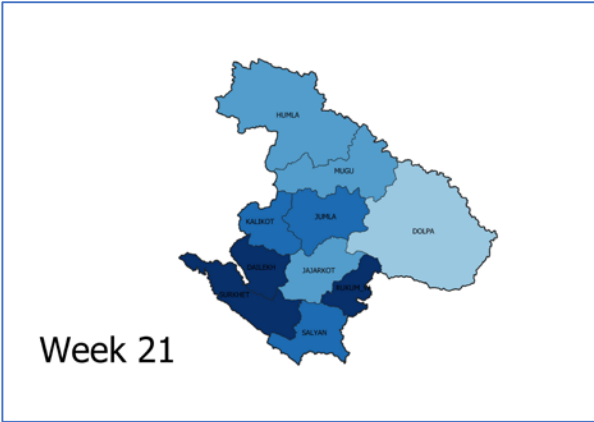 HUMLA
MUGU
KALIKOT
JUMLA
DOLPA
DAILEKH
JAJARKOT
SURKHET
SALYAN
Week 21